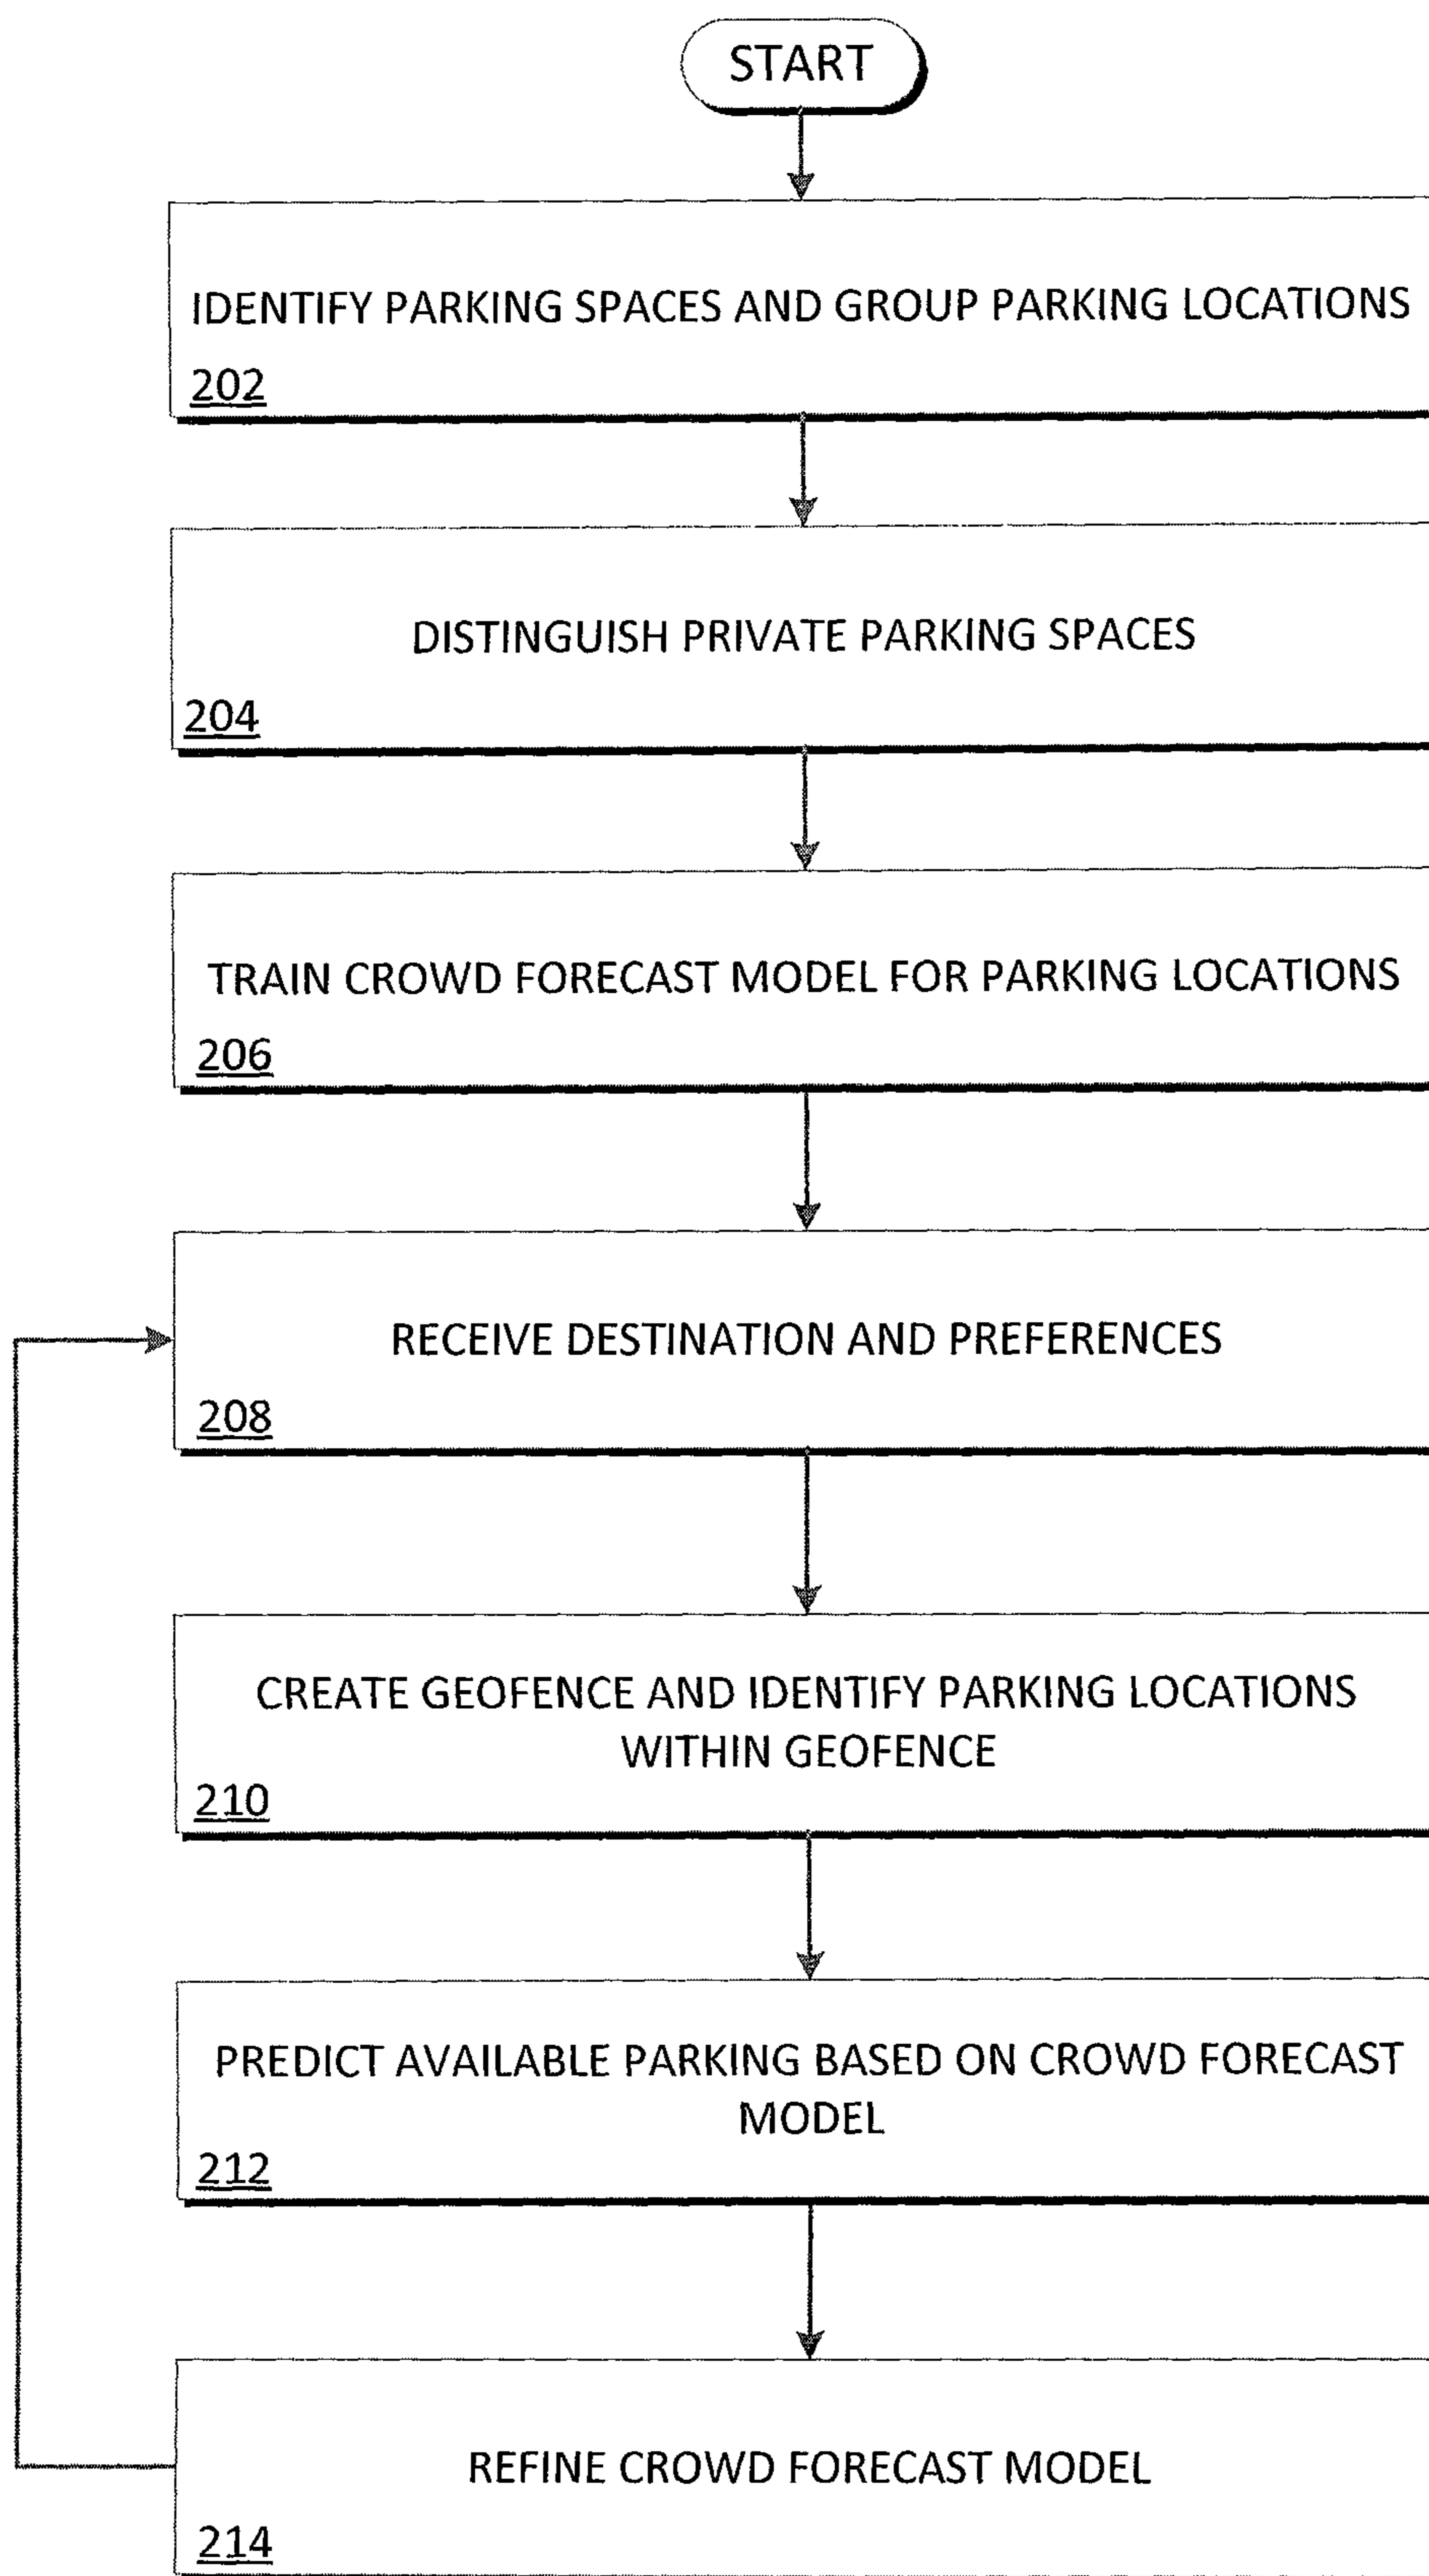 START
IDENTIFY PARKING SPACES AND GROUP PARKING LOCATIONS
202
DISTINGUISH PRIVATE PARKING SPACES
204
TRAIN CROWD FORECAST MODEL FOR PARKING LOCATIONS
206
RECEIVE DESTINATION AND PREFERENCES
208
CREATE GEOFENCE AND IDENTIFY PARKING LOCATIONS
WITHIN GEOFENCE
210
PREDICT AVAILABLE PARKING BASED ON CROWD FORECAST
MODEL
212
REFINE CROWD FORECAST MODEL
214